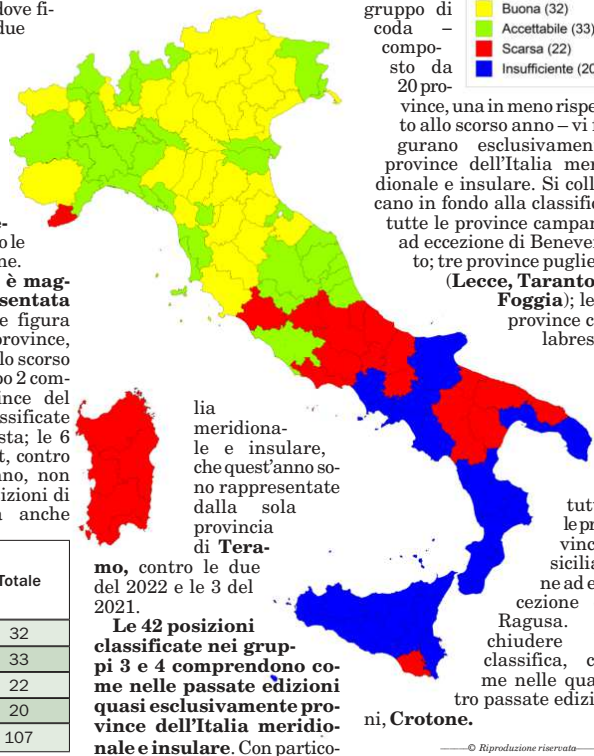 dove fi-
due
e-
o le
ne.
è mag-
sentata
e figura
province,
lo scorso
po 2 com-
ince del
assificate
sta; le 6
t, contro
ano, non
izioni di
a anche
Totale
32
33
22
20
107
lia
meridiona-
le e insulare,
che quest'anno so-
no rappresentate
dalla sola
provincia
di Tera-
mo, contro le due
del 2022 e le 3 del
2021.
Le 42 posizioni
classificate nei grup-
pi 3 e 4 comprendono co-
me nelle passate edizioni
quasi esclusivamente pro-
vince dell'Italia meridio-
nale e insulare. Con partico-
gruppo di
coda –
compo-
sto da
20 pro-
vince, una in meno rispe
to allo scorso anno – vi
gurano esclusivamen
province dell'Italia mer
dionale e insulare. Si coll
cano in fondo alla classific
tutte le province campan
ad eccezione di Beneven
to; tre province puglie
(Lecce, Taranto
Foggia); le
province c
labres
tutt
le pr
vinc
sicilia
ne ad e
cezione
Ragusa.
chiudere
classifica, c
me nelle qua
tro passate edizi
ni, Crotone.
© Riproduzione riservata
Buona (32)
Accettabile (33)
Scarsa (22)
Insufficiente (20